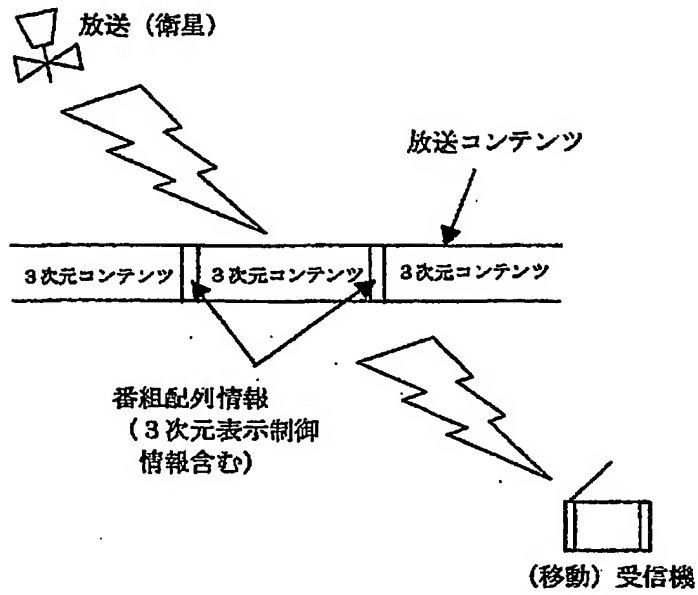 放送（衛星）
放送コンテンツ
３次元コンテンツ
３次元コンテンツ
３次元コンテンツ
番組配列情報
（３次元表示制御
情報含む）
（移動）受信機